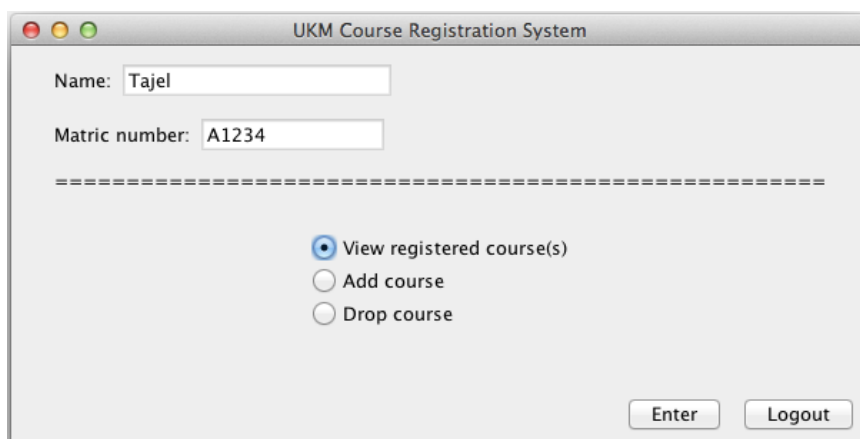 UKM Course Registration System
Name: Tajel
Matric number: A1234
======================================================
View registered course(s)
Add course
Drop course
Enter Logout